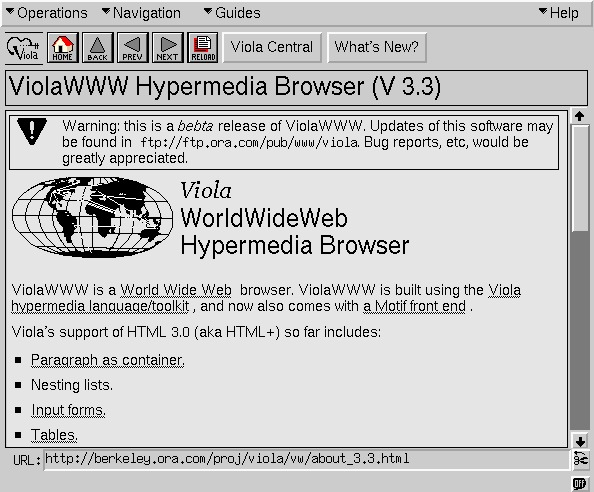 Operations Navigation Guides Help
Viola HOME BACK PREV NEXT RELOAD Viola Central What's New?
ViolaWWW Hypermedia Browser (V 3.3)
Warning: this is a bebta release of ViolaWWW. Updates of this software may
be found in ftp://ftp.ora.com/pub/www/viola. Bug reports, etc, would be
greatly appreciated.
Viola
WorldWideWeb
Hypermedia Browser
ViolaWWW is a World Wide Web browser. ViolaWWW is built using the Viola
hypermedia language/toolkit , and now also comes with a Motif front end .
Viola's support of HTML 3.0 (aka HTML+) so far includes:
Paragraph as container.
Nesting lists.
Input forms.
Tables.
URL: http://berkeley.ora.com/proj/viola/vw/about_3.3.html
OFF